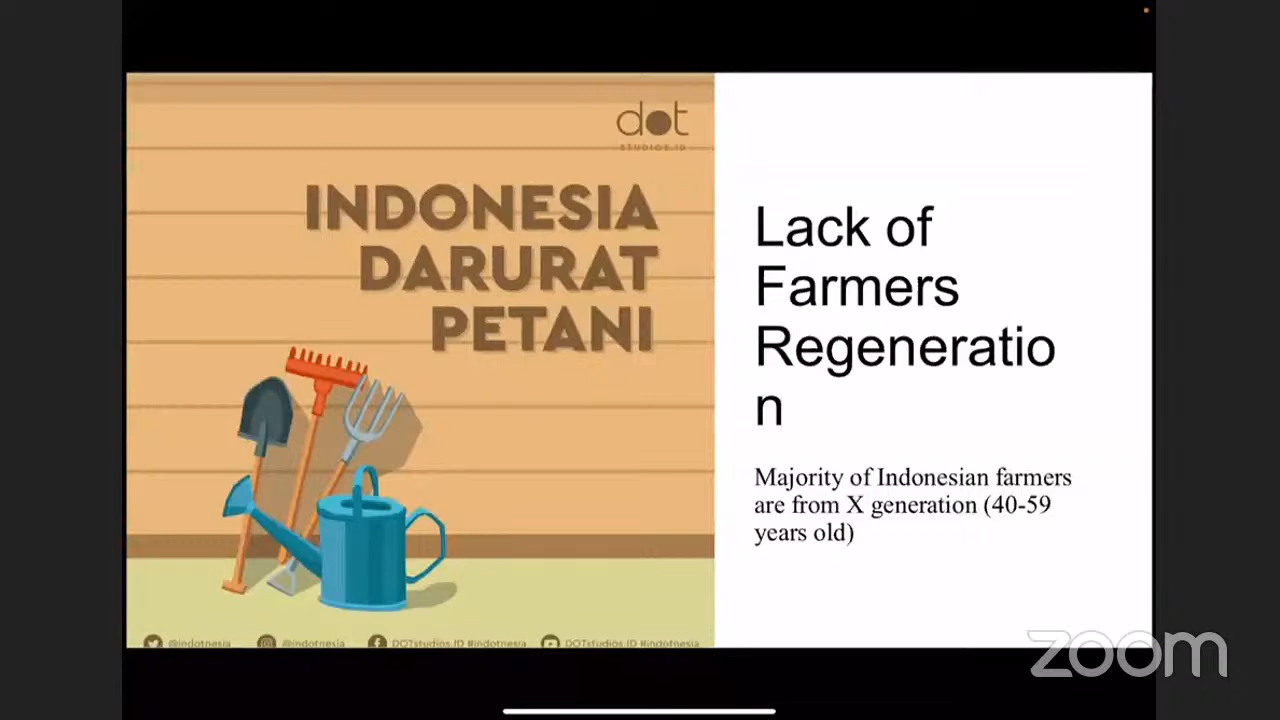 dot
STUDIOS.ID
INDONESIA
DARURAT
PETANI
@indotnesia
@indotnesia
DOTstudios.ID #indotnesia
DOTstudios.ID #indotnesia
Lack of
Farmers
Regeneratio
n
Majority of Indonesian farmers
are from X generation (40-59
years old)
zoom